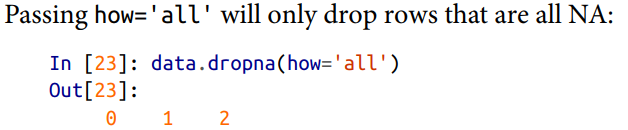 Passing how='all' will only drop rows that are all NA:
In [23]: data.dropna(how='all')
Out[23]:
0 1 2